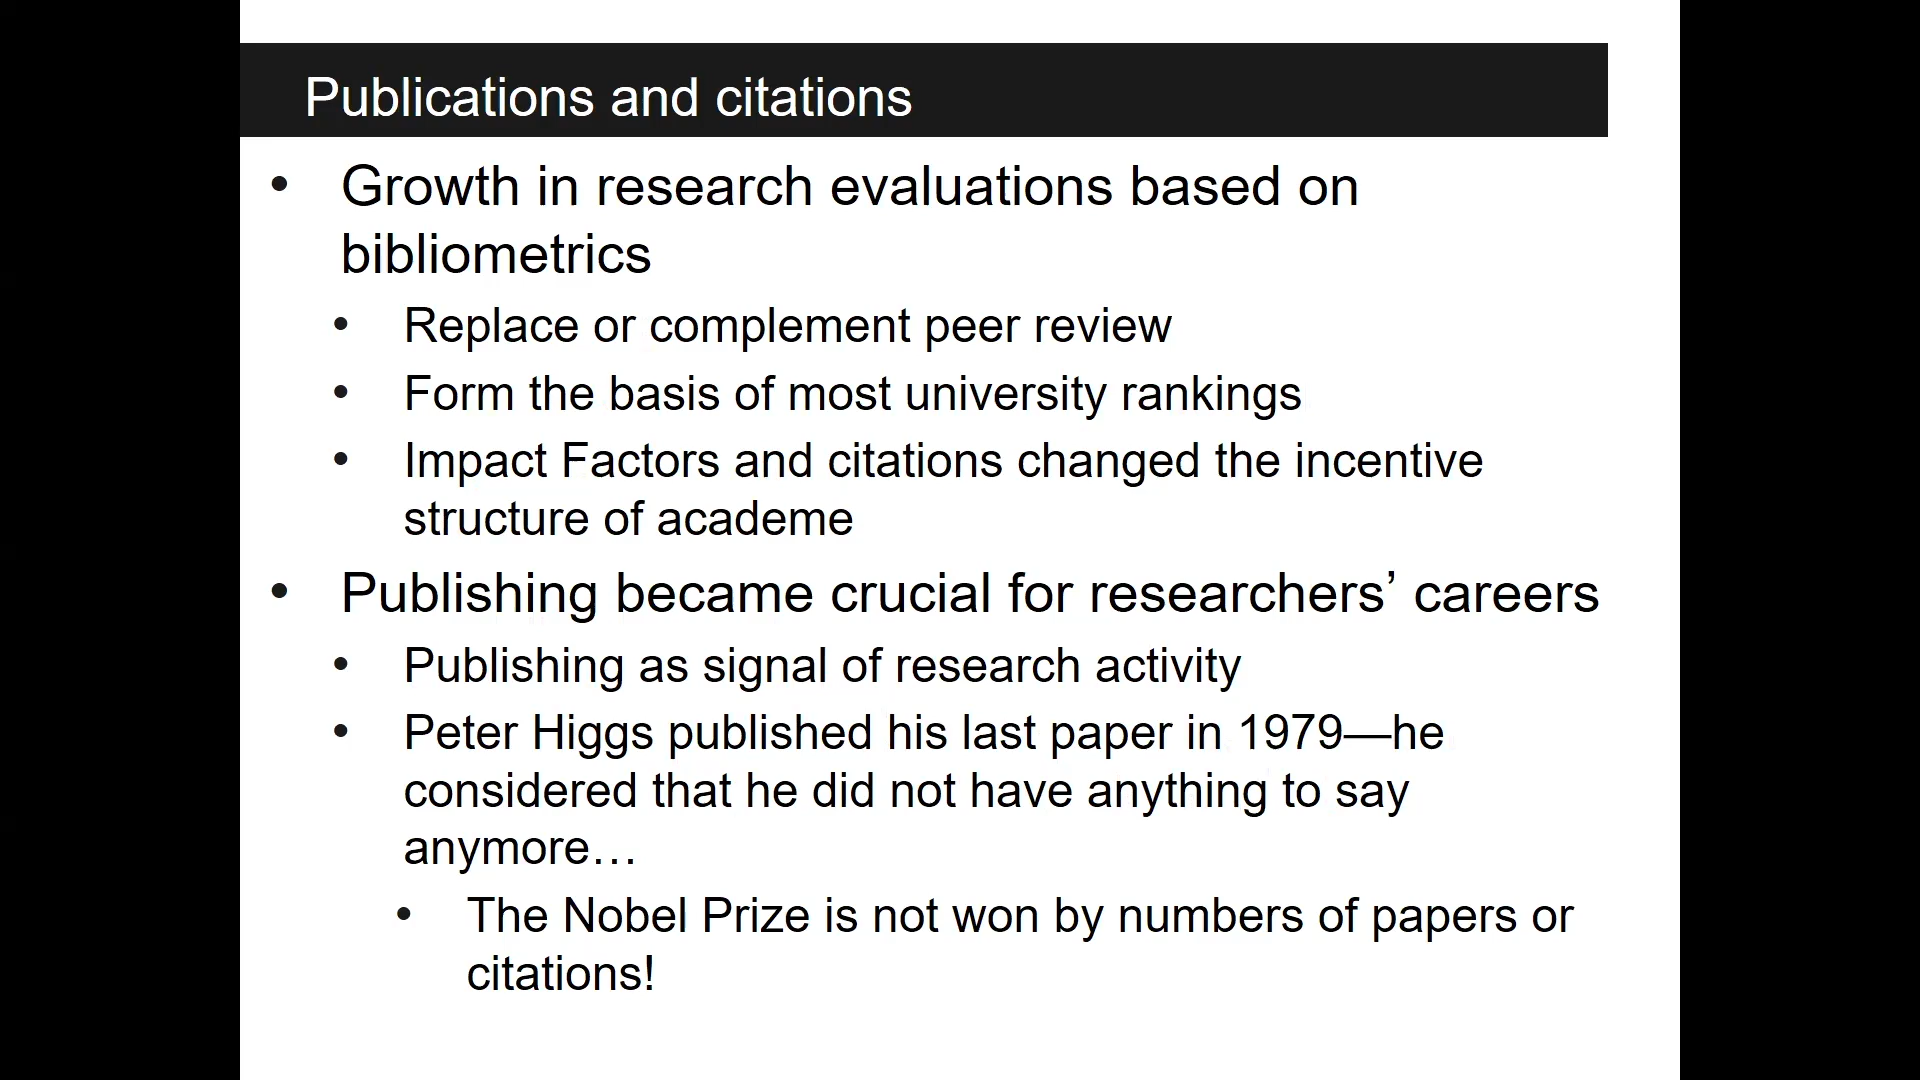 Publications and citations
• Growth in research evaluations based on
bibliometrics
• Replace or complement peer review
• Form the basis of most university rankings
• Impact Factors and citations changed the incentive
structure of academe
• Publishing became crucial for researchers’ careers
• Publishing as signal of research activity
• Peter Higgs published his last paper in 1979—he
considered that he did not have anything to say
anymore…
• The Nobel Prize is not won by numbers of papers or
citations!